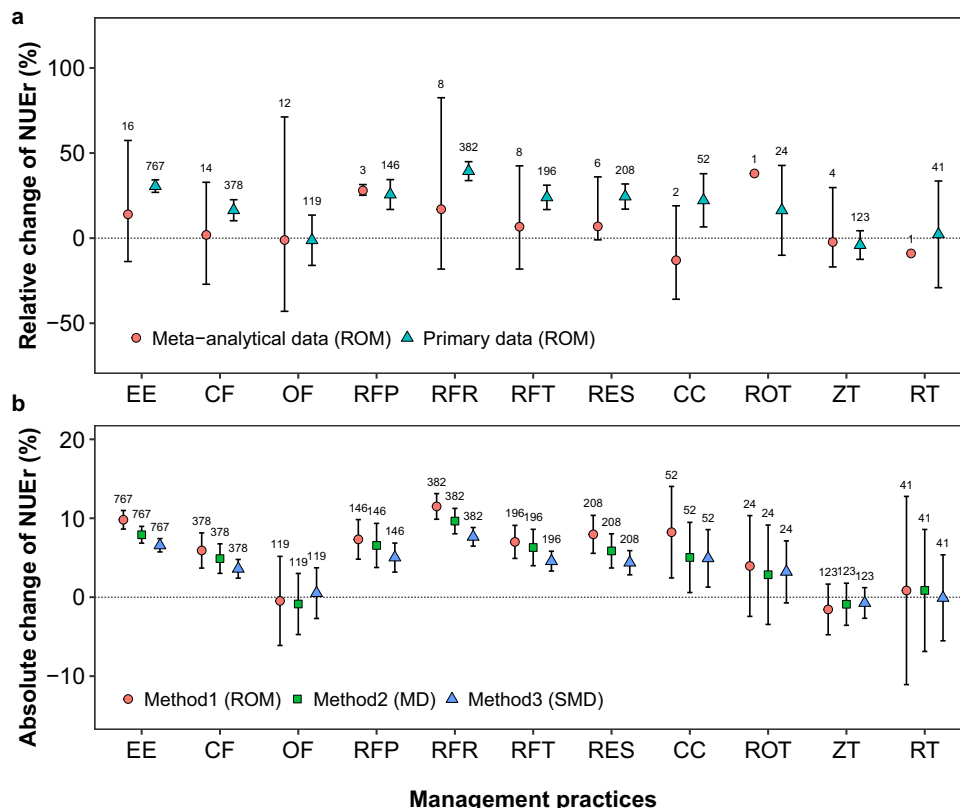 a
Relative change of NUEr (%)
100
50
0
−50
16 767 14 378 12 119 3 146 8 382 8 196 6 208 2 52 1 24 4 123 1 41
Meta−analytical data (ROM) Primary data (ROM)
EE CF OF RFP RFR RFT RES CC ROT ZT RT
b
Absolute change of NUEr (%)
20
10
0
−10
767 767 767 378 378 378 119 119 119 146 146 146 382 382 382 196 196 196 208 208 208 52 52 52 24 24 24 123 123 123 41 41 41
Method1 (ROM) Method2 (MD) Method3 (SMD)
EE CF OF RFP RFR RFT RES CC ROT ZT RT
Management practices